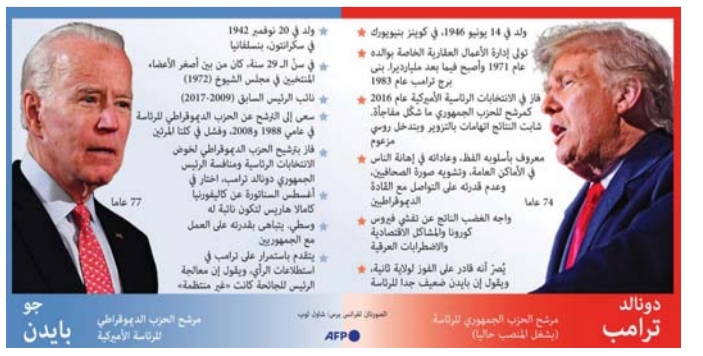 ولد في 14 يونيو 1946، في كوينز بنيويورك
تولى إدارة الأعمال العقارية الخاصة بوالده
عام 1971 وأصبح فيما بعد مليارديرا. بنى
برج ترامب عام 1983
فاز في الانتخابات الرئاسية الأميركية عام 2016
كمرشح للحزب الجمهوري ما شكّل مفاجأة.
شابت النتائج اتهامات بالتزوير وبتدخل روسي
مزعوم
معروف بأسلوبه الفظ، وعاداته في إهانة الناس
في الأماكن العامة، وتشويه صورة الصحافيين،
وعدم قدرته على التواصل مع القادة
الديموقراطيين
74 عاما
واجه الغضب الناتج عن تفشي فيروس
كورونا والمشاكل الاقتصادية
والاضطرابات العرقية
يُصرّ أنه قادر على الفوز لولاية ثانية،
ويقول إن بايدن ضعيف جدا للرئاسة
دونالد
ترامب
مرشح الحزب الجمهوري للرئاسة
(يشغل المنصب حاليا)
ولد في 20 نوفمبر 1942
في سكرانتون، بنسلفانيا
في سنّ الـ 29 سنة، كان من بين أصغر الأعضاء
المنتخبين في مجلس الشيوخ (1972)
نائب الرئيس السابق (2009-2017)
سعى إلى الترشح عن الحزب الديموقراطي للرئاسة
في عامي 1988 و2008، وفشل في كلتا المرتين
فاز بترشيح الحزب الديموقراطي لخوض
الانتخابات الرئاسية ومنافسة الرئيس
الجمهوري دونالد ترامب، اختار في
أغسطس السناتورة عن كاليفورنيا
كامالا هاريس لتكون نائبة له
77 عاما
وسطي. يتباهى بقدرته على العمل
مع الجمهوريين
يتقدم باستمرار على ترامب في
استطلاعات الرأي، ويقول إن معالجة
الرئيس للجائحة كانت «غير منتظمة»
الصورتان لفرانس برس: شاول لوب
AFP
مرشح الحزب الديموقراطي
للرئاسة الأميركية
جو
بايدن